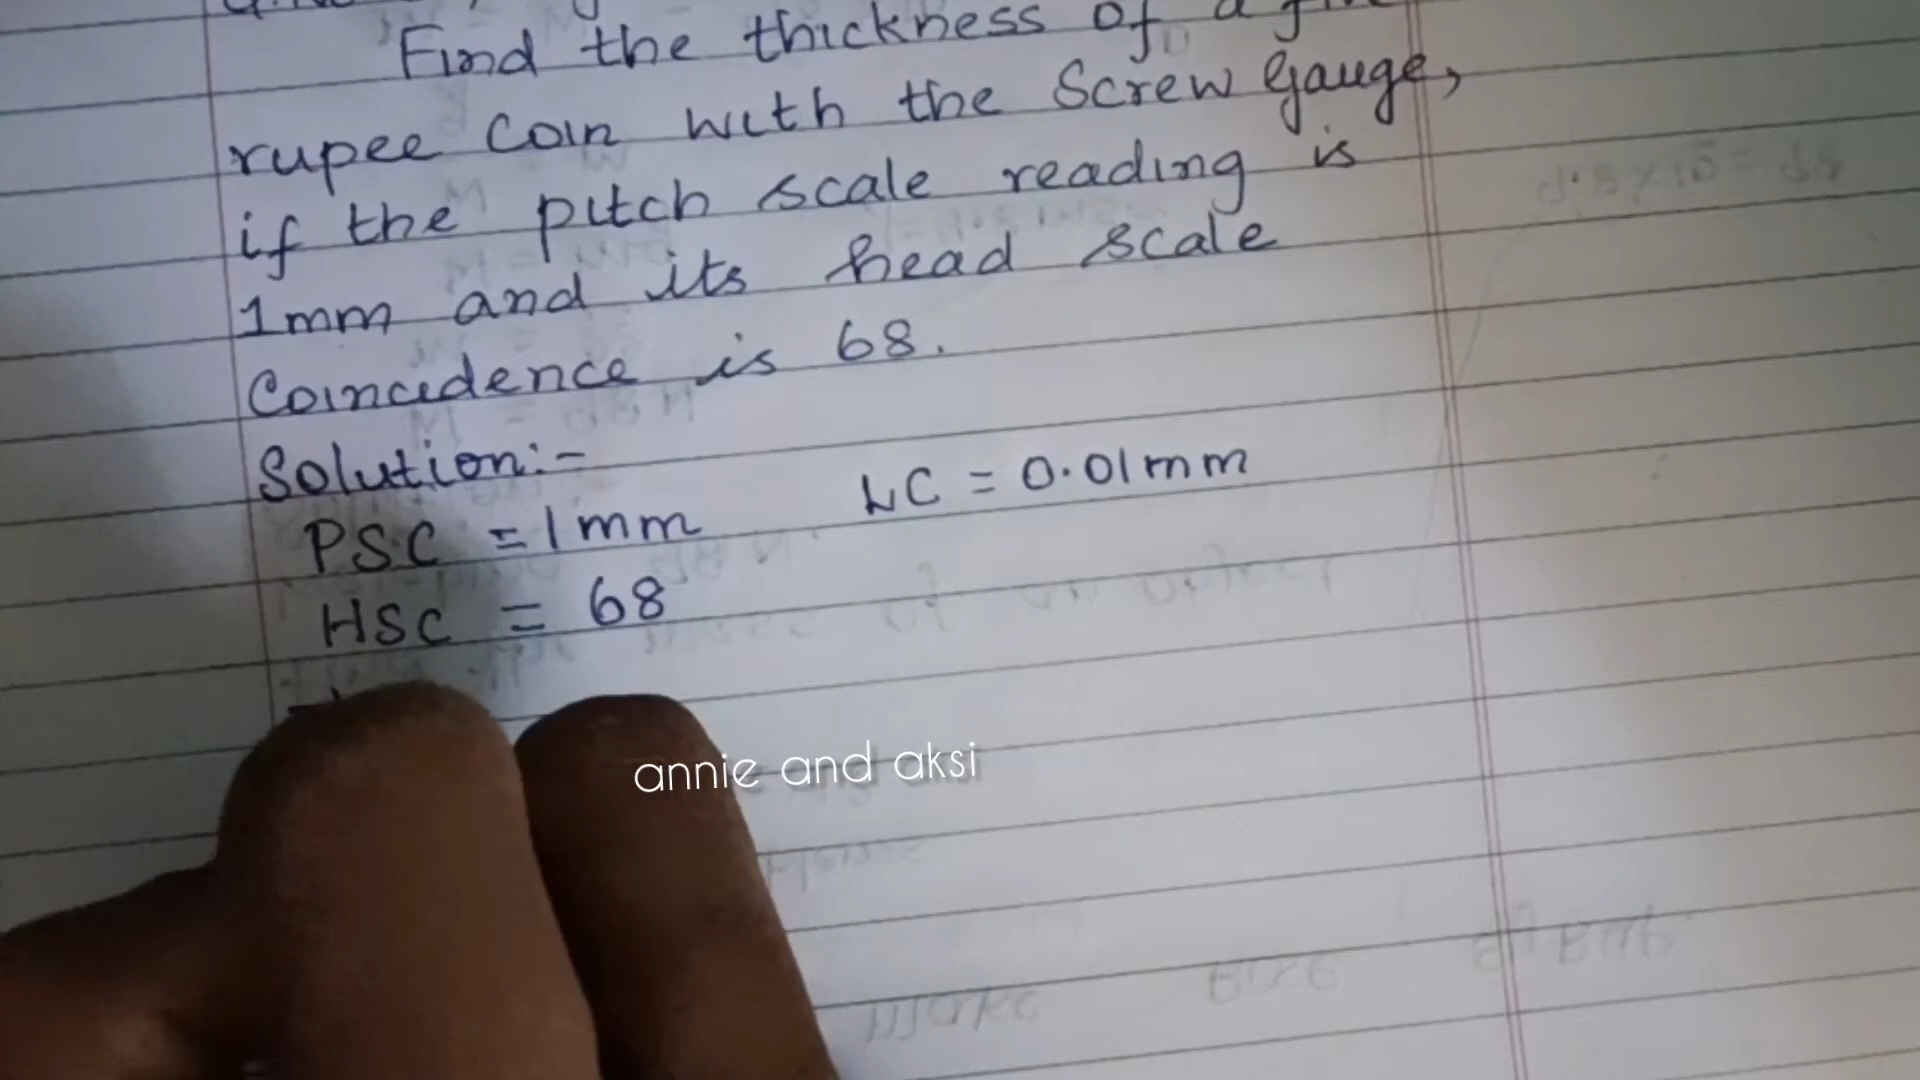 Find the thickness of a
rupee Coin with the Screw Gauge,
if the pitch scale reading is
1mm and its head scale
Coincidence is 68.
Solution:-
PSC = 1mm LC = 0.01mm
HSC = 68
annie and aksi